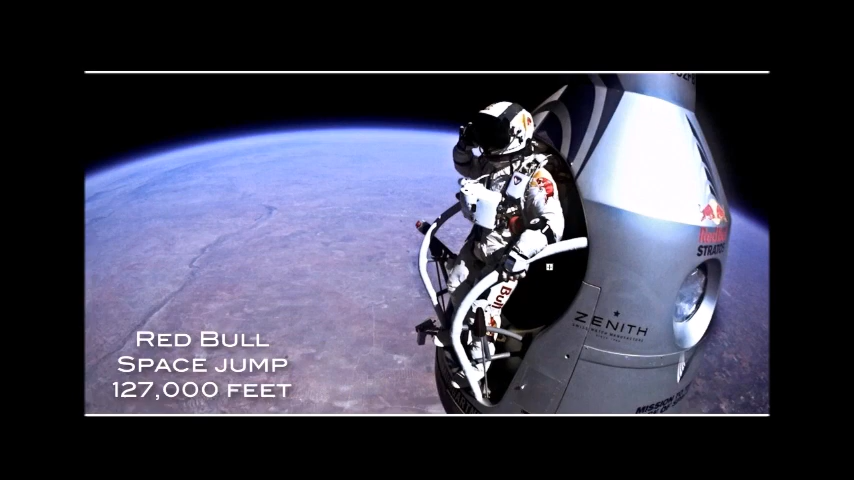 Red Bull
Space jump
127,000 feet
Red Bull
STRATOS
Bull
ZENITH